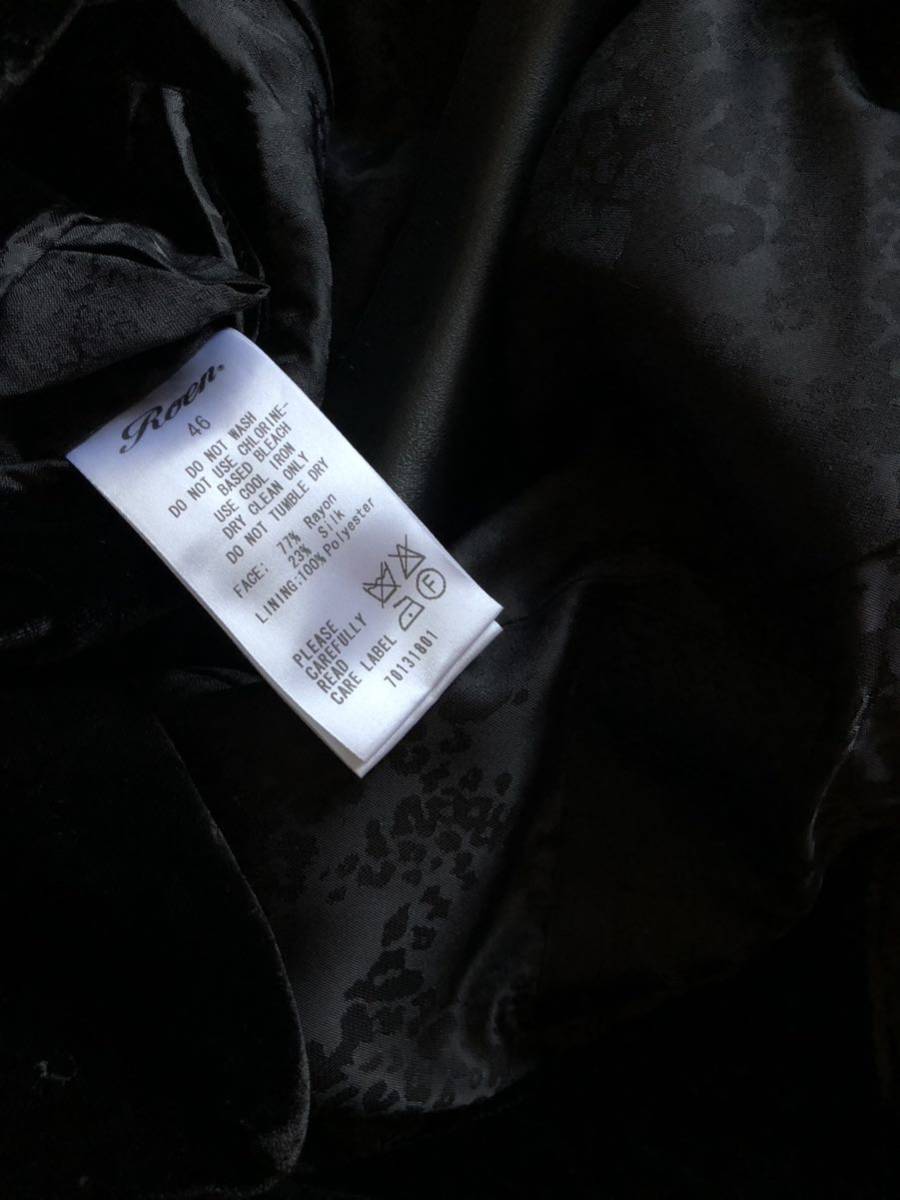 Roen.
46
DO NOT WASH
DO NOT USE CHLORINE-
BASED BLEACH
USE COOL IRON
DRY CLEAN ONLY
DO NOT TUMBLE DRY
FACE: 77% Rayon
23% Silk
LINING:100% Polyester
F
PLEASE
CAREFULLY
READ
CARE LABEL
70131801